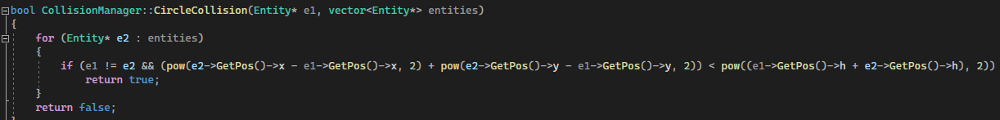 bool CollisionManager::CircleCollision(Entity* e1, vector<Entity*> entities)
{
    for (Entity* e2 : entities)
    {
        if (e1 != e2 && (pow(e2->GetPos()->x - e1->GetPos()->x, 2) + pow(e2->GetPos()->y - e1->GetPos()->y, 2)) < pow((e1->GetPos()->h + e2->GetPos()->h), 2))
            return true;
    }
    return false;